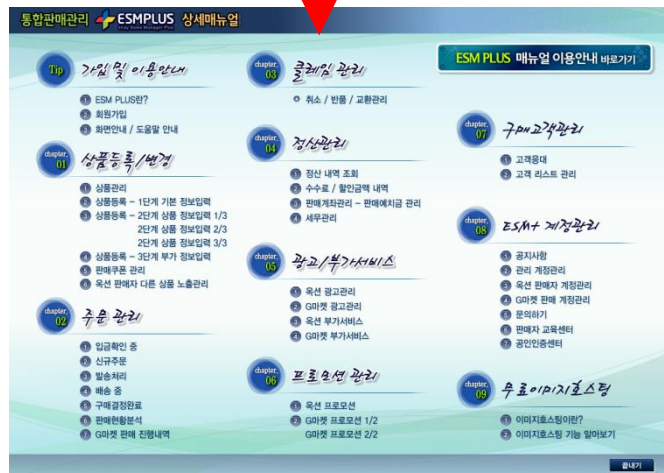 통합판매관리 ESMPLUS 상세매뉴얼
ESM PLUS 매뉴얼 이용안내 바로가기
Tip 가입 및 이용안내
1 ESM PLUS란?
2 회원가입
3 화면안내 / 도움말 안내
chapter. 01 상품등록/변경
1 상품관리
2 상품등록 – 1단계 기본 정보입력
3 상품등록 – 2단계 상품 정보입력 1/3
2단계 상품 정보입력 2/3
2단계 상품 정보입력 3/3
4 상품등록 – 3단계 부가 정보입력
5 판매쿠폰 관리
6 옥션 판매자 다른 상품 노출관리
chapter. 02 주문 관리
1 입금확인 중
2 신규주문
3 발송처리
4 배송 중
5 구매결정완료
6 판매현황분석
7 G마켓 판매 진행내역
chapter. 03 클레임 관리
취소 / 반품 / 교환관리
chapter. 04 정산관리
1 정산 내역 조회
2 수수료 / 할인금액 내역
3 판매계좌관리 – 판매예치금 관리
4 세무관리
chapter. 05 광고/부가서비스
1 옥션 광고관리
2 G마켓 광고관리
3 옥션 부가서비스
4 G마켓 부가서비스
chapter. 06 프로모션 관리
1 옥션 프로모션
2 G마켓 프로모션 1/2
G마켓 프로모션 2/2
chapter. 07 구매고객관리
1 고객응대
2 고객 리스트 관리
chapter. 08 ESM+ 계정관리
1 공지사항
2 관리 계정관리
3 옥션 판매자 계정관리
4 G마켓 판매 계정관리
5 문의하기
6 판매자 교육센터
7 공인인증센터
chapter. 09 무료이미지호스팅
1 이미지호스팅이란?
2 이미지호스팅 기능 알아보기
끝내기